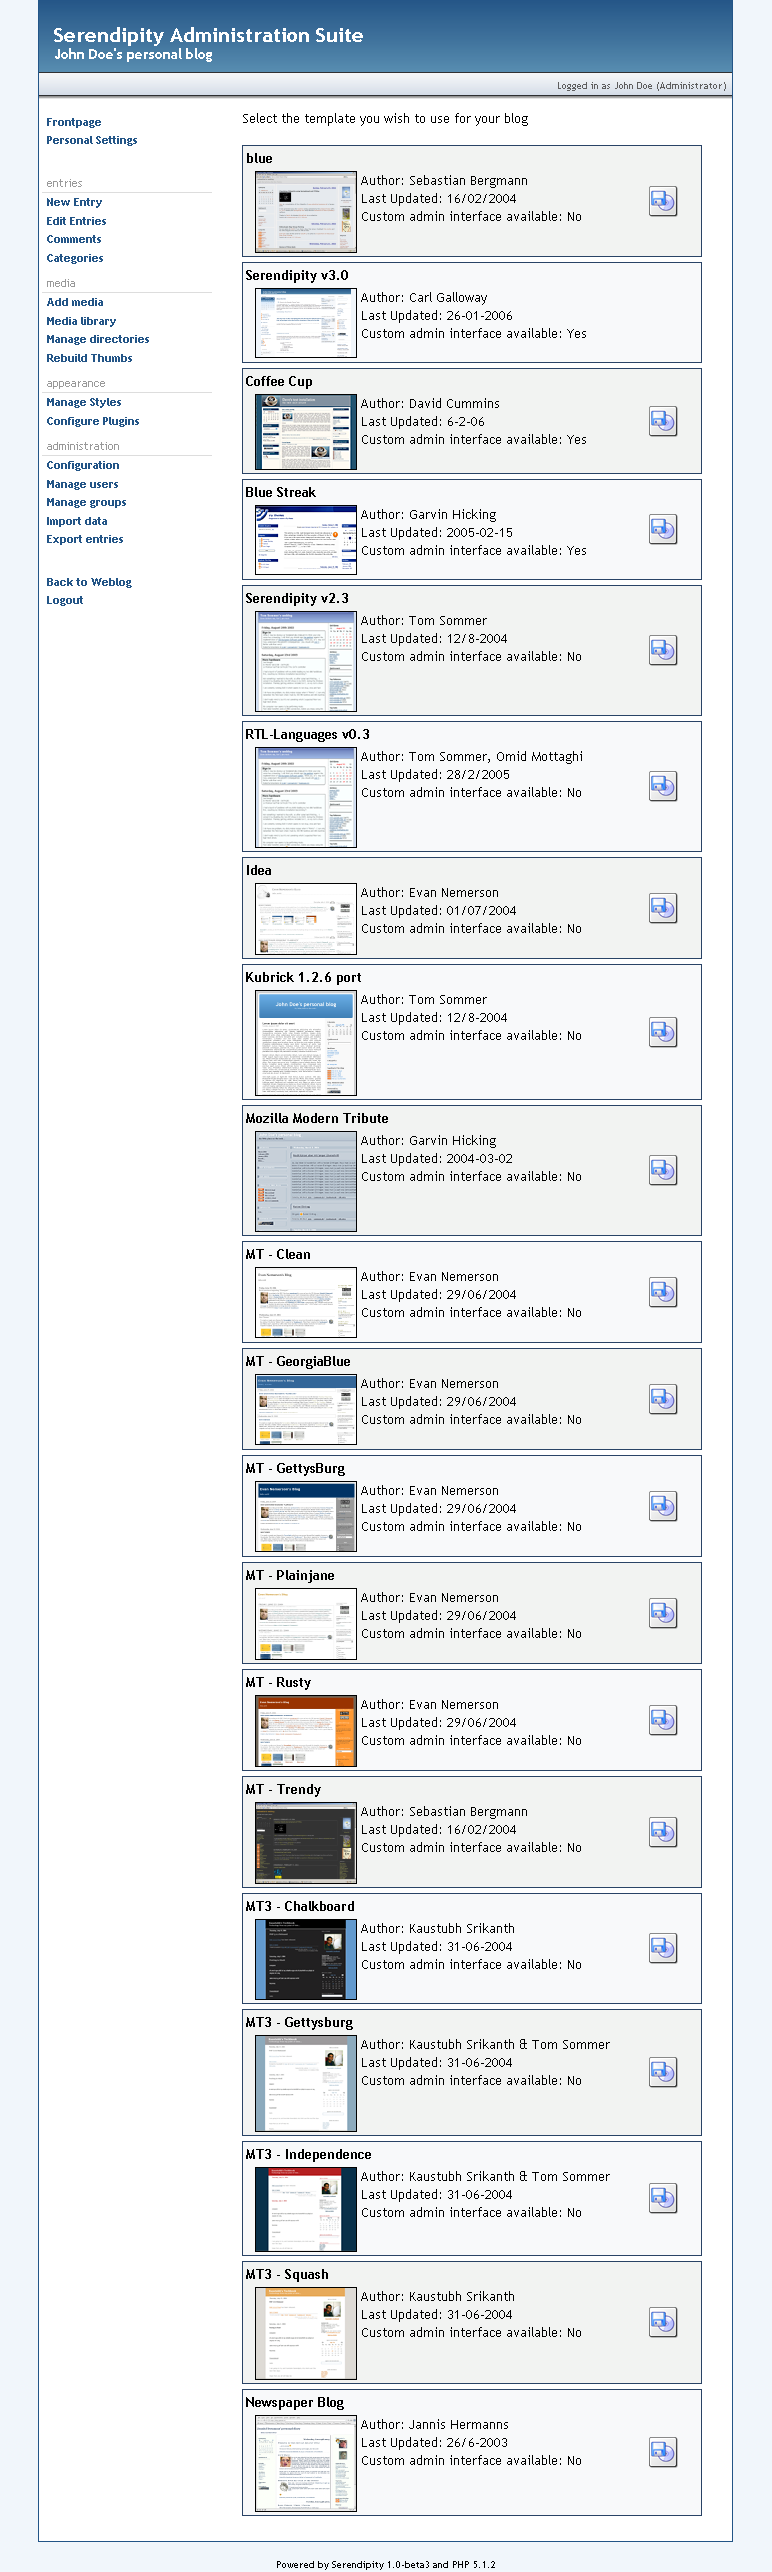 Serendipity Administration Suite
John Doe's personal blog
Logged in as John Doe (Administrator)
Frontpage
Personal Settings
entries
New Entry
Edit Entries
Comments
Categories
media
Add media
Media library
Manage directories
Rebuild Thumbs
appearance
Manage Styles
Configure Plugins
administration
Configuration
Manage users
Manage groups
Import data
Export entries
Back to Weblog
Logout
Select the template you wish to use for your blog
blue
Author: Sebastian Bergmann
Last Updated: 16/02/2004
Custom admin interface available: No
Serendipity v3.0
Author: Carl Galloway
Last Updated: 26-01-2006
Custom admin interface available: Yes
Coffee Cup
Author: David Cummins
Last Updated: 6-2-06
Custom admin interface available: Yes
Blue Streak
Author: Garvin Hicking
Last Updated: 2005-02-15
Custom admin interface available: Yes
Serendipity v2.3
Author: Tom Sommer
Last Updated: 12/8-2004
Custom admin interface available: No
RTL-Languages v0.3
Author: Tom Sommer, Omid Mottaghi
Last Updated: 28/2/2005
Custom admin interface available: No
Idea
Author: Evan Nemerson
Last Updated: 01/07/2004
Custom admin interface available: No
Kubrick 1.2.6 port
John Doe's personal blog
Author: Tom Sommer
Last Updated: 12/8-2004
Custom admin interface available: No
Mozilla Modern Tribute
Author: Garvin Hicking
Last Updated: 2004-03-02
Custom admin interface available: No
MT - Clean
Author: Evan Nemerson
Last Updated: 29/06/2004
Custom admin interface available: No
MT - GeorgiaBlue
Author: Evan Nemerson
Last Updated: 29/06/2004
Custom admin interface available: No
MT - GettysBurg
Evan Nemerson's Blog
Author: Evan Nemerson
Last Updated: 29/06/2004
Custom admin interface available: No
MT - Plainjane
Author: Evan Nemerson
Last Updated: 29/06/2004
Custom admin interface available: No
MT - Rusty
Author: Evan Nemerson
Last Updated: 29/06/2004
Custom admin interface available: No
MT - Trendy
Author: Sebastian Bergmann
Last Updated: 16/02/2004
Custom admin interface available: No
MT3 - Chalkboard
Author: Kaustubh Srikanth
Last Updated: 31-06-2004
Custom admin interface available: No
MT3 - Gettysburg
Author: Kaustubh Srikanth & Tom Sommer
Last Updated: 31-06-2004
Custom admin interface available: No
MT3 - Independence
Author: Kaustubh Srikanth & Tom Sommer
Last Updated: 31-06-2004
Custom admin interface available: No
MT3 - Squash
Author: Kaustubh Srikanth
Last Updated: 31-06-2004
Custom admin interface available: No
Newspaper Blog
Author: Jannis Hermanns
Last Updated: 26/6-2003
Custom admin interface available: No
Powered by Serendipity 1.0-beta3 and PHP 5.1.2